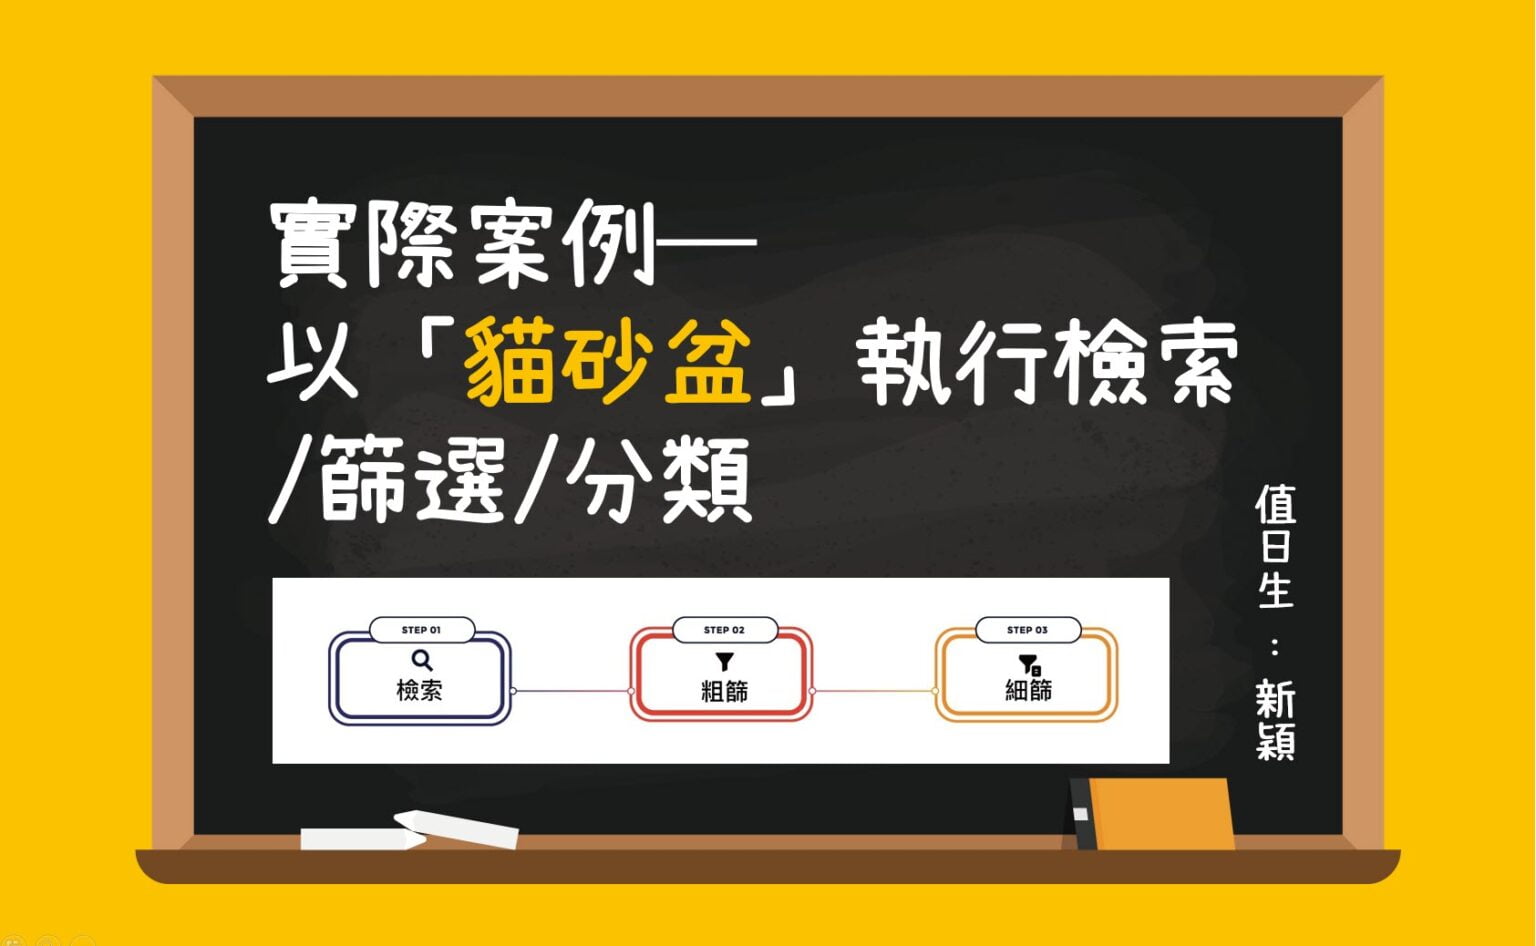 實際案例—
以「貓砂盆」執行檢索
/篩選/分類
STEP 01
檢索
STEP 02
粗篩
STEP 03
細篩
值日生：新穎